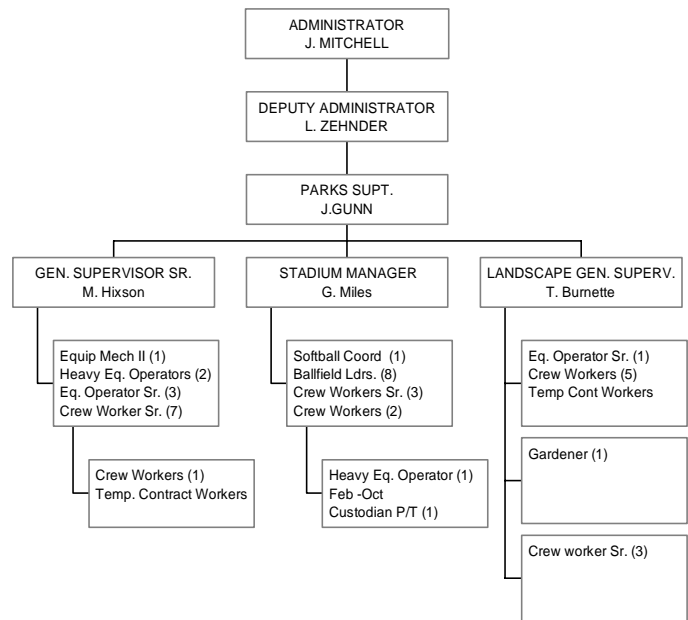 ADMINISTRATOR
J. MITCHELL
DEPUTY ADMINISTRATOR
L. ZEHNDER
PARKS SUPT.
J.GUNN
GEN. SUPERVISOR SR.
M. Hixson
STADIUM MANAGER
G. Miles
LANDSCAPE GEN. SUPERV.
T. Burnette
Equip Mech II (1)
Heavy Eq. Operators (2)
Eq. Operator Sr. (3)
Crew Worker Sr. (7)
Softball Coord (1)
Ballfield Ldrs. (8)
Crew Workers Sr. (3)
Crew Workers (2)
Eq. Operator Sr. (1)
Crew Workers (5)
Temp Cont Workers
Crew Workers (1)
Temp. Contract Workers
Heavy Eq. Operator (1)
Feb -Oct
Custodian P/T (1)
Gardener (1)
Crew worker Sr. (3)